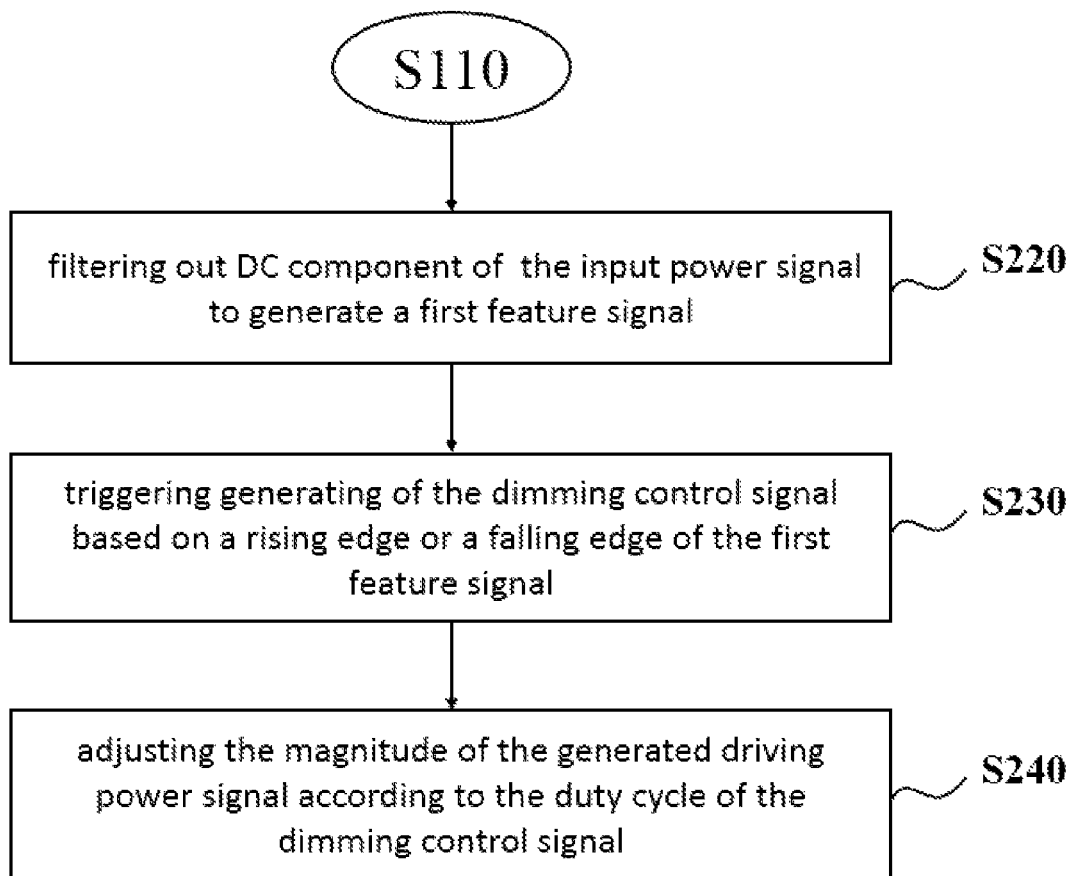 S110
filtering out DC component of the input power signal
to generate a first feature signal
S220
triggering generating of the dimming control signal
based on a rising edge or a falling edge of the first
feature signal
S230
adjusting the magnitude of the generated driving
power signal according to the duty cycle of the
dimming control signal
S240